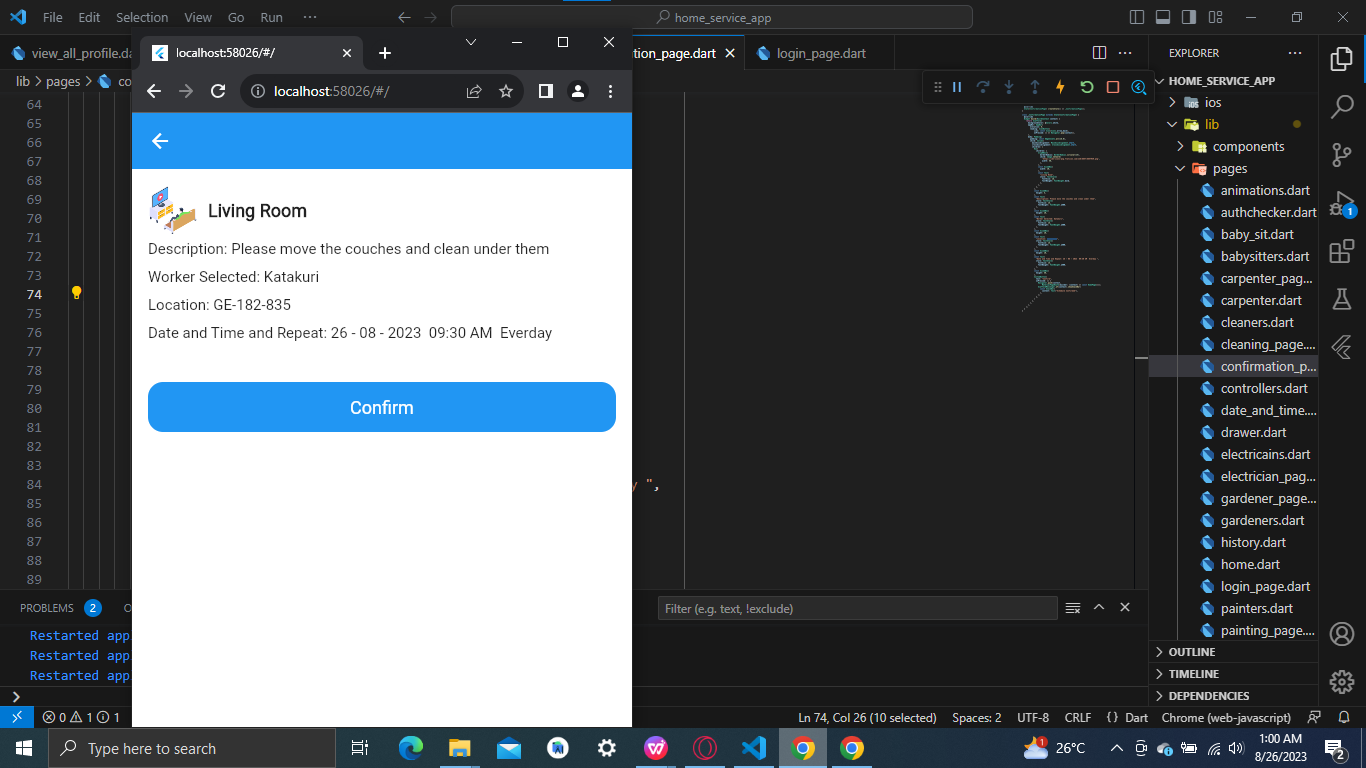 File Edit Selection View Go Run ···
home_service_app
view_all_profile.da
tion_page.dart
login_page.dart
lib > pages > co
localhost:58026/#/
localhost:58026/#/
Living Room
Description: Please move the couches and clean under them
Worker Selected: Katakuri
Location: GE-182-835
Date and Time and Repeat: 26 - 08 - 2023 09:30 AM Everday
Confirm
64
65
66
67
68
69
70
71
72
73
74
75
76
77
78
79
80
81
82
83
84
85
86
87
88
89
y ",
EXPLORER
HOME_SERVICE_APP
ios
lib
components
pages
animations.dart
authchecker.dart
baby_sit.dart
babysitters.dart
carpenter_pag...
carpenter.dart
cleaners.dart
cleaning_page....
confirmation_p...
controllers.dart
date_and_time....
drawer.dart
electricains.dart
electrician_pag...
gardener_page...
gardeners.dart
history.dart
home.dart
login_page.dart
painters.dart
painting_page....
OUTLINE
TIMELINE
DEPENDENCIES
1
PROBLEMS 2 O
Filter (e.g. text, !exclude)
Restarted app
Restarted app
Restarted app
0 1 1
Ln 74, Col 26 (10 selected) Spaces: 2 UTF-8 CRLF {} Dart Chrome (web-javascript)
Type here to search
1 26°C
1:00 AM
8/26/2023
2